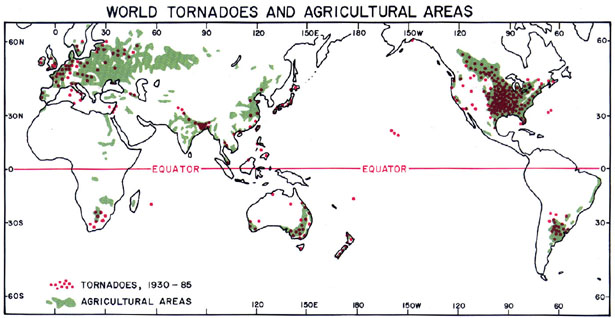 WORLD TORNADOES AND AGRICULTURAL AREAS
0 30 60 90 120 150E 180 150W 120 90 60
60N 60
30N 30
0 EQUATOR EQUATOR 0
30S 30
TORNADOES, 1930 – 85
AGRICULTURAL AREAS
60S 60
120 150E 180 150W 120 90 60